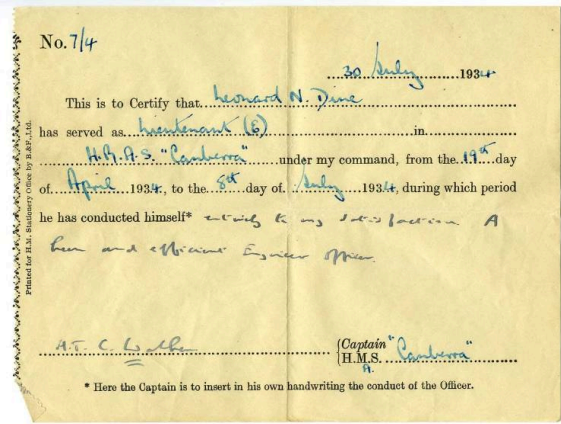 No. 7/4
30 July 1934
This is to Certify that Leonard N. Dine
has served as Lieutenant (E) in
H.M.A.S. "Canberra" under my command, from the 19th day
of April 1934, to the 8th day of July 1934, during which period
he has conducted himself* entirely to my satisfaction. A
keen and efficient Engineer Officer.
{Captain
H.M.S. "Canberra"
A.
* Here the Captain is to insert in his own handwriting the conduct of the Officer.
Printed for H.M. Stationery Office by B.&F., Ltd.